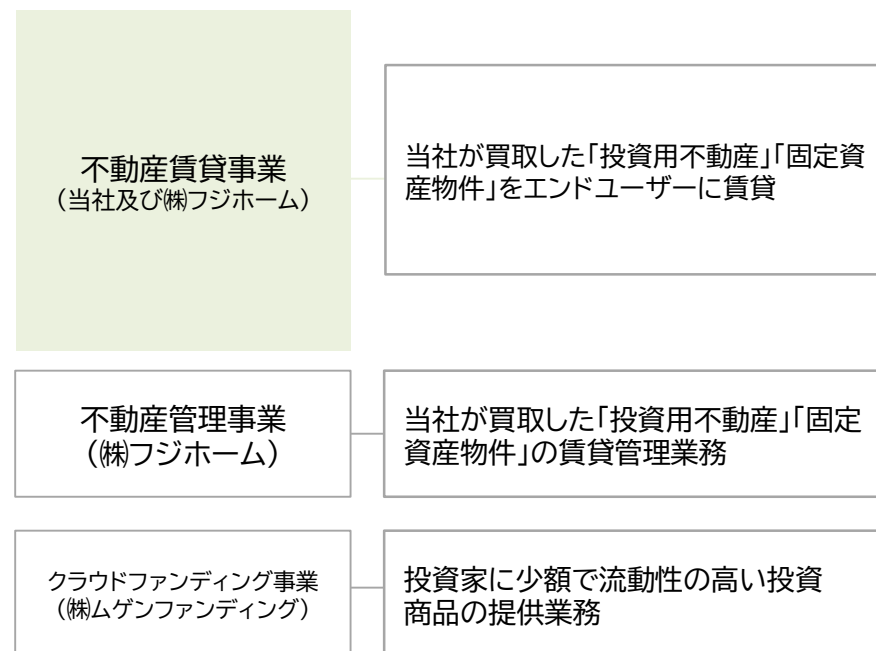 不動産賃貸事業
（当社及び㈱フジホーム）
当社が買取した「投資用不動産」「固定資
産物件」をエンドユーザーに賃貸
不動産管理事業
（㈱フジホーム）
当社が買取した「投資用不動産」「固定
資産物件」の賃貸管理業務
クラウドファンディング事業
（㈱ムゲンファンディング）
投資家に少額で流動性の高い投資
商品の提供業務